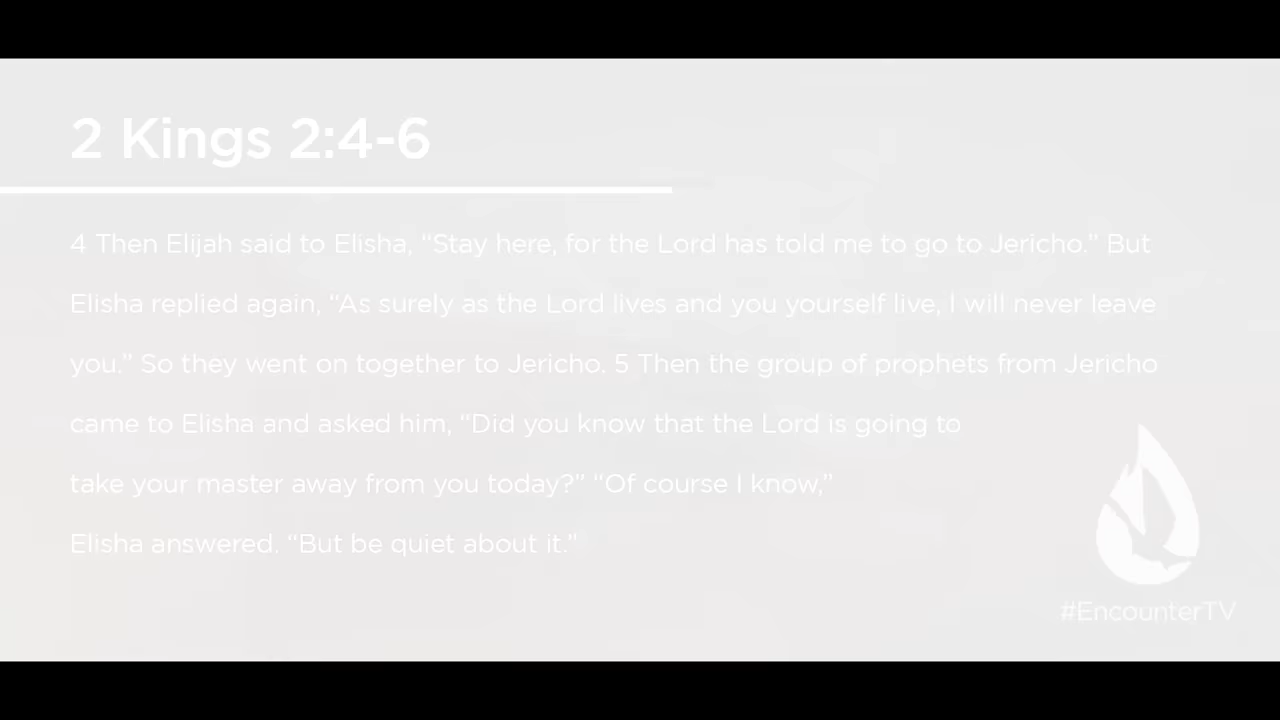 2 Kings 2:4-6
4 Then Elijah said to Elisha, “Stay here, for the Lord has told me to go to Jericho.” But
Elisha replied again, “As surely as the Lord lives and you yourself live, I will never leave
you.” So they went on together to Jericho. 5 Then the group of prophets from Jericho
came to Elisha and asked him, “Did you know that the Lord is going to
take your master away from you today?” “Of course I know,”
Elisha answered. “But be quiet about it.”
#EncounterTV